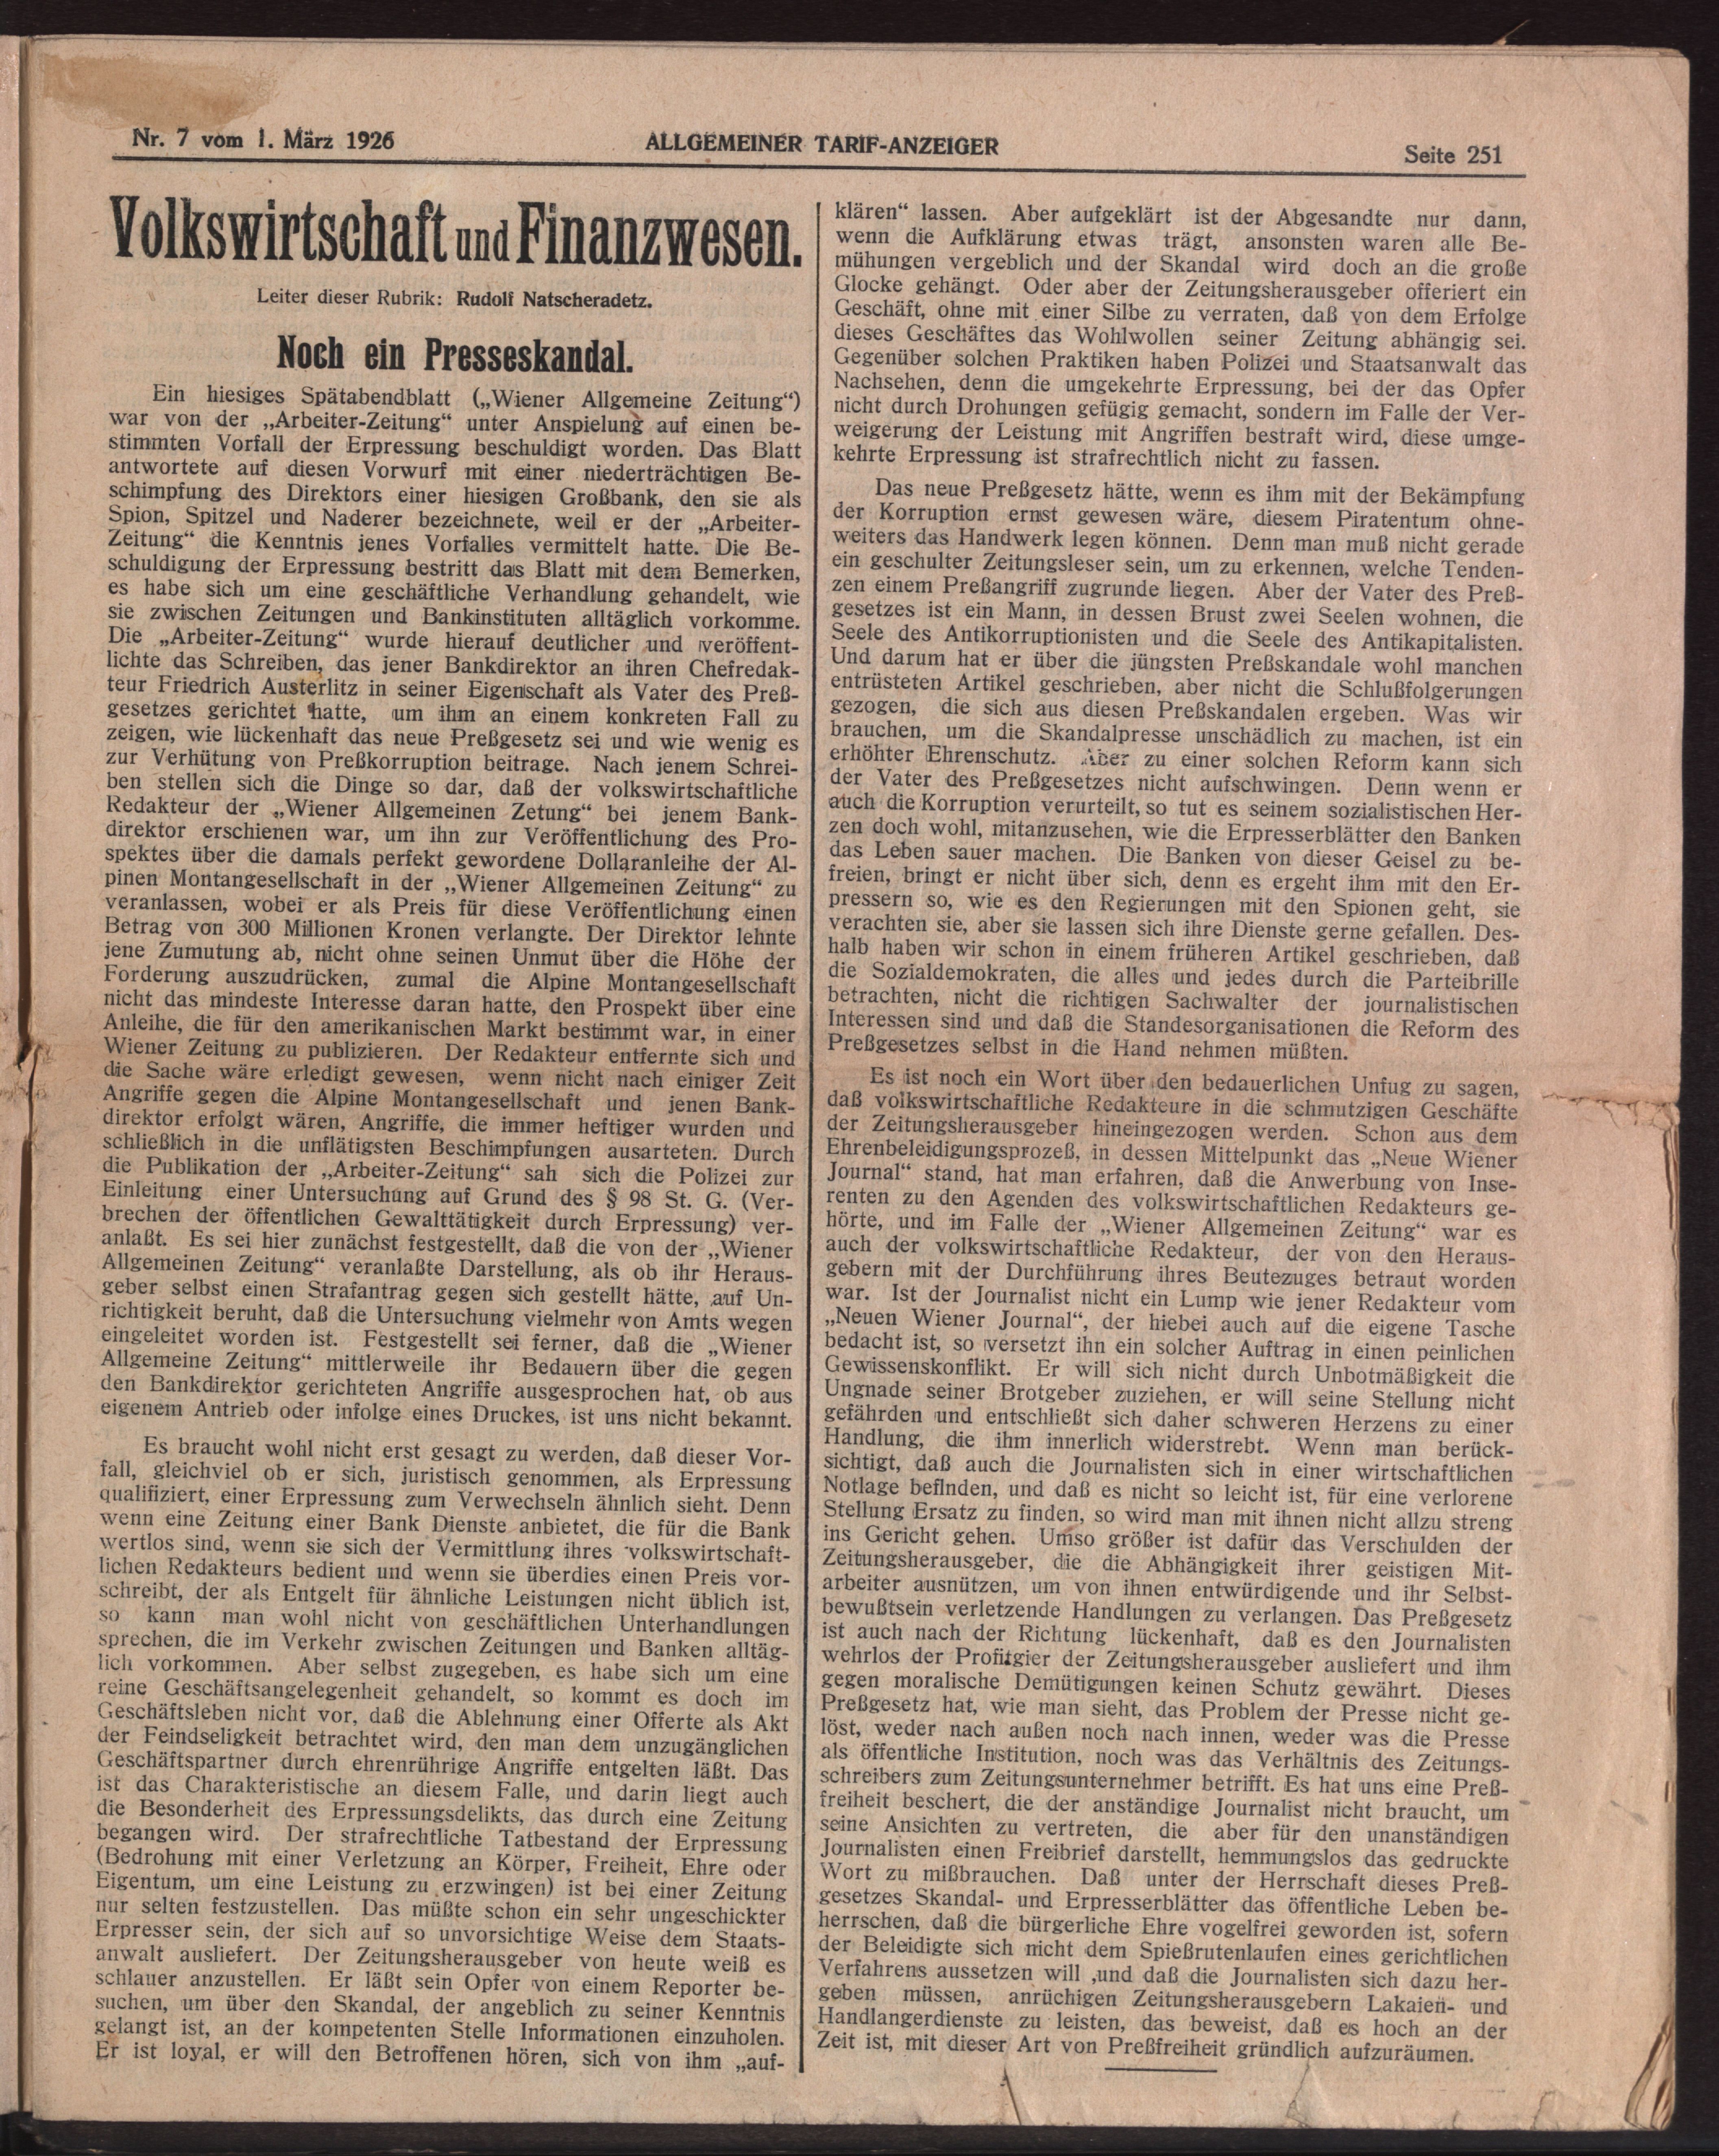 Nr. 7 vom 1. März 1926
ALLGEMEINER TARIF-ANZEIGER
Seite 251
Volkswirtschaft und Finanzwesen.
Leiter dieser Rubrik: Rudolf Natscheradetz.
Noch ein Presseskandal.
Ein hiesiges Spätabendblatt („Wiener Allgemeine Zeitung“)
war von der „Arbeiter-Zeitung“ unter Anspielung auf einen be-
stimmten Vorfall der Erpressung beschuldigt worden. Das Blatt
antwortete auf diesen Vorwurf mit einer niederträchtigen Be-
schimpfung des Direktors einer hiesigen Großbank, den sie als
Spion, Spitzel und Naderer bezeichnete, weil er der „Arbeiter-
Zeitung“ die Kenntnis jenes Vorfalles vermittelt hatte. Die Be-
schuldigung der Erpressung bestritt das Blatt mit dem Bemerken,
es habe sich um eine geschäftliche Verhandlung gehandelt, wie
sie zwischen Zeitungen und Bankinstituten alltäglich vorkomme.
Die „Arbeiter-Zeitung“ wurde hierauf deutlicher und veröffent-
lichte das Schreiben, das jener Bankdirektor an ihren Chefredak-
teur Friedrich Austerlitz in seiner Eigenschaft als Vater des Preß-
gesetzes gerichtet hatte, um ihm an einem konkreten Fall zu
zeigen, wie lückenhaft das neue Preßgesetz sei und wie wenig es
zur Verhütung von Preßkorruption beitrage. Nach jenem Schrei-
ben stellen sich die Dinge so dar, daß der volkswirtschaftliche
Redakteur der „Wiener Allgemeinen Zetung“ bei jenem Bank-
direktor erschienen war, um ihn zur Veröffentlichung des Pro-
spektes über die damals perfekt gewordene Dollaranleihe der Al-
pinen Montangesellschaft in der „Wiener Allgemeinen Zeitung“ zu
veranlassen, wobei er als Preis für diese Veröffentlichung einen
Betrag von 300 Millionen Kronen verlangte. Der Direktor lehnte
jene Zumutung ab, nicht ohne seinen Unmut über die Höhe der
Forderung auszudrücken, zumal die Alpine Montangesellschaft
nicht das mindeste Interesse daran hatte, den Prospekt über eine
Anleihe, die für den amerikanischen Markt bestimmt war, in einer
Wiener Zeitung zu publizieren. Der Redakteur entfernte sich und
die Sache wäre erledigt gewesen, wenn nicht nach einiger Zeit
Angriffe gegen die Alpine Montangesellschaft und jenen Bank-
direktor erfolgt wären, Angriffe, die immer heftiger wurden und
schließlich in die unflätigsten Beschimpfungen ausarteten. Durch
die Publikation der „Arbeiter-Zeitung“ sah sich die Polizei zur
Einleitung einer Untersuchung auf Grund des § 98 St. G. (Ver-
brechen der öffentlichen Gewalttätigkeit durch Erpressung) ver-
anlaßt. Es sei hier zunächst festgestellt, daß die von der „Wiener
Allgemeinen Zeitung“ veranlaßte Darstellung, als ob ihr Heraus-
geber selbst einen Strafantrag gegen sich gestellt hätte, auf Un-
richtigkeit beruht, daß die Untersuchung vielmehr von Amts wegen
eingeleitet worden ist. Festgestellt sei ferner, daß die „Wiener
Allgemeine Zeitung“ mittlerweile ihr Bedauern über die gegen
den Bankdirektor gerichteten Angriffe ausgesprochen hat, ob aus
eigenem Antrieb oder infolge eines Druckes, ist uns nicht bekannt.
Es braucht wohl nicht erst gesagt zu werden, daß dieser Vor-
fall, gleichviel ob er sich, juristisch genommen, als Erpressung
qualifiziert, einer Erpressung zum Verwechseln ähnlich sieht. Denn
wenn eine Zeitung einer Bank Dienste anbietet, die für die Bank
wertlos sind, wenn sie sich der Vermittlung ihres volkswirtschaft-
lichen Redakteurs bedient und wenn sie überdies einen Preis vor-
schreibt, der als Entgelt für ähnliche Leistungen nicht üblich ist,
so kann man wohl nicht von geschäftlichen Unterhandlungen
sprechen, die im Verkehr zwischen Zeitungen und Banken alltäg-
lich vorkommen. Aber selbst zugegeben, es habe sich um eine
reine Geschäftsangelegenheit gehandelt, so kommt es doch im
Geschäftsleben nicht vor, daß die Ablehnung einer Offerte als Akt
der Feindseligkeit betrachtet wird, den man dem unzugänglichen
Geschäftspartner durch ehrenrührige Angriffe entgelten läßt. Das
ist das Charakteristische an diesem Falle, und darin liegt auch
die Besonderheit des Erpressungsdelikts, das durch eine Zeitung
begangen wird. Der strafrechtliche Tatbestand der Erpressung
(Bedrohung mit einer Verletzung an Körper, Freiheit, Ehre oder
Eigentum, um eine Leistung zu erzwingen) ist bei einer Zeitung
nur selten festzustellen. Das müßte schon ein sehr ungeschickter
Erpresser sein, der sich auf so unvorsichtige Weise dem Staats-
anwalt ausliefert. Der Zeitungsherausgeber von heute weiß es
schlauer anzustellen. Er läßt sein Opfer von einem Reporter be-
suchen, um über den Skandal, der angeblich zu seiner Kenntnis
gelangt ist, an der kompetenten Stelle Informationen einzuholen.
Er ist loyal, er will den Betroffenen hören, sich von ihm „auf-
klären“ lassen. Aber aufgeklärt ist der Abgesandte nur dann,
wenn die Aufklärung etwas trägt, ansonsten waren alle Be-
mühungen vergeblich und der Skandal wird doch an die große
Glocke gehängt. Oder aber der Zeitungsherausgeber offeriert ein
Geschäft, ohne mit einer Silbe zu verraten, daß von dem Erfolge
dieses Geschäftes das Wohlwollen seiner Zeitung abhängig sei.
Gegenüber solchen Praktiken haben Polizei und Staatsanwalt das
Nachsehen, denn die umgekehrte Erpressung, bei der das Opfer
nicht durch Drohungen gefügig gemacht, sondern im Falle der Ver-
weigerung der Leistung mit Angriffen bestraft wird, diese umge-
kehrte Erpressung ist strafrechtlich nicht zu fassen.
Das neue Preßgesetz hätte, wenn es ihm mit der Bekämpfung
der Korruption ernst gewesen wäre, diesem Piratentum ohne-
weiters das Handwerk legen können. Denn man muß nicht gerade
ein geschulter Zeitungsleser sein, um zu erkennen, welche Tenden-
zen einem Preßangriff zugrunde liegen. Aber der Vater des Preß-
gesetzes ist ein Mann, in dessen Brust zwei Seelen wohnen, die
Seele des Antikorruptionisten und die Seele des Antikapitalisten.
Und darum hat er über die jüngsten Preßskandale wohl manchen
entrüsteten Artikel geschrieben, aber nicht die Schlußfolgerungen
gezogen, die sich aus diesen Preßskandalen ergeben. Was wir
brauchen, um die Skandalpresse unschädlich zu machen, ist ein
erhöhter Ehrenschutz. Aber zu einer solchen Reform kann sich
der Vater des Preßgesetzes nicht aufschwingen. Denn wenn er
auch die Korruption verurteilt, so tut es seinem sozialistischen Her-
zen doch wohl, mitanzusehen, wie die Erpresserblätter den Banken
das Leben sauer machen. Die Banken von dieser Geisel zu be-
freien, bringt er nicht über sich, denn es ergeht ihm mit den Er-
pressern so, wie es den Regierungen mit den Spionen geht, sie
verachten sie, aber sie lassen sich ihre Dienste gerne gefallen. Des-
halb haben wir schon in einem früheren Artikel geschrieben, daß
die Sozialdemokraten, die alles und jedes durch die Parteibrille
betrachten, nicht die richtigen Sachwalter der journalistischen
Interessen sind und daß die Standesorganisationen die Reform des
Preßgesetzes selbst in die Hand nehmen müßten.
Es ist noch ein Wort über den bedauerlichen Unfug zu sagen,
daß volkswirtschaftliche Redakteure in die schmutzigen Geschäfte
der Zeitungsherausgeber hineingezogen werden. Schon aus dem
Ehrenbeleidigungsprozeß, in dessen Mittelpunkt das „Neue Wiener
Journal“ stand, hat man erfahren, daß die Anwerbung von Inse-
renten zu den Agenden des volkswirtschaftlichen Redakteurs ge-
hörte, und im Falle der „Wiener Allgemeinen Zeitung“ war es
auch der volkswirtschaftliche Redakteur, der von den Heraus-
gebern mit der Durchführung ihres Beutezuges betraut worden
war. Ist der Journalist nicht ein Lump wie jener Redakteur vom
„Neuen Wiener Journal“, der hiebei auch auf die eigene Tasche
bedacht ist, so versetzt ihn ein solcher Auftrag in einen peinlichen
Gewissenskonflikt. Er will sich nicht durch Unbotmäßigkeit die
Ungnade seiner Brotgeber zuziehen, er will seine Stellung nicht
gefährden und entschließt sich daher schweren Herzens zu einer
Handlung, die ihm innerlich widerstrebt. Wenn man berück-
sichtigt, daß auch die Journalisten sich in einer wirtschaftlichen
Notlage befinden, und daß es nicht so leicht ist, für eine verlorene
Stellung Ersatz zu finden, so wird man mit ihnen nicht allzu streng
ins Gericht gehen. Umso größer ist dafür das Verschulden der
Zeitungsherausgeber, die die Abhängigkeit ihrer geistigen Mit-
arbeiter ausnützen, um von ihnen entwürdigende und ihr Selbst-
bewußtsein verletzende Handlungen zu verlangen. Das Preßgesetz
ist auch nach der Richtung lückenhaft, daß es den Journalisten
wehrlos der Profitgier der Zeitungsherausgeber ausliefert und ihm
gegen moralische Demütigungen keinen Schutz gewährt. Dieses
Preßgesetz hat, wie man sieht, das Problem der Presse nicht ge-
löst, weder nach außen noch nach innen, weder was die Presse
als öffentliche Institution, noch was das Verhältnis des Zeitungs-
schreibers zum Zeitungsunternehmer betrifft. Es hat uns eine Preß-
freiheit beschert, die der anständige Journalist nicht braucht, um
seine Ansichten zu vertreten, die aber für den unanständigen
Journalisten einen Freibrief darstellt, hemmungslos das gedruckte
Wort zu mißbrauchen. Daß unter der Herrschaft dieses Preß-
gesetzes Skandal- und Erpresserblätter das öffentliche Leben be-
herrschen, daß die bürgerliche Ehre vogelfrei geworden ist, sofern
der Beleidigte sich nicht dem Spießrutenlaufen eines gerichtlichen
Verfahrens aussetzen will ,und daß die Journalisten sich dazu her-
geben müssen, anrüchigen Zeitungsherausgebern Lakaien- und
Handlangerdienste zu leisten, das beweist, daß es hoch an der
Zeit ist, mit dieser Art von Preßfreiheit gründlich aufzuräumen.